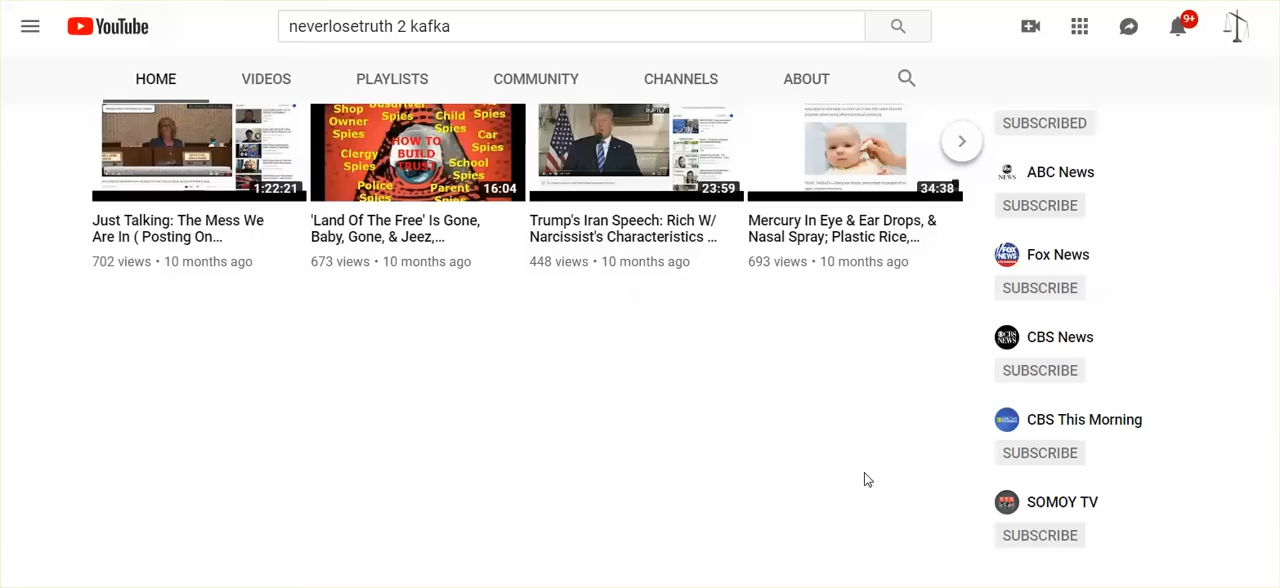 YouTube
neverlosetruth 2 kafka
9+
HOME
VIDEOS
PLAYLISTS
COMMUNITY
CHANNELS
ABOUT
Shop
Owner
Spies
Busdriver
Spies
Child
Spies
Spies
Car
Spies
Clergy
Spies
HOW TO
BUILD
TRUST
School
Spies
Police
Parent
1:22:21
16:04
23:59
34:38
Just Talking: The Mess We
Are In ( Posting On...
702 views • 10 months ago
'Land Of The Free' Is Gone,
Baby, Gone, & Jeez,...
673 views • 10 months ago
Trump's Iran Speech: Rich W/
Narcissist's Characteristics ...
448 views • 10 months ago
Mercury In Eye & Ear Drops, &
Nasal Spray; Plastic Rice,...
693 views • 10 months ago
SUBSCRIBED
ABC News
SUBSCRIBE
Fox News
SUBSCRIBE
CBS News
SUBSCRIBE
CBS This Morning
SUBSCRIBE
SOMOY TV
SUBSCRIBE